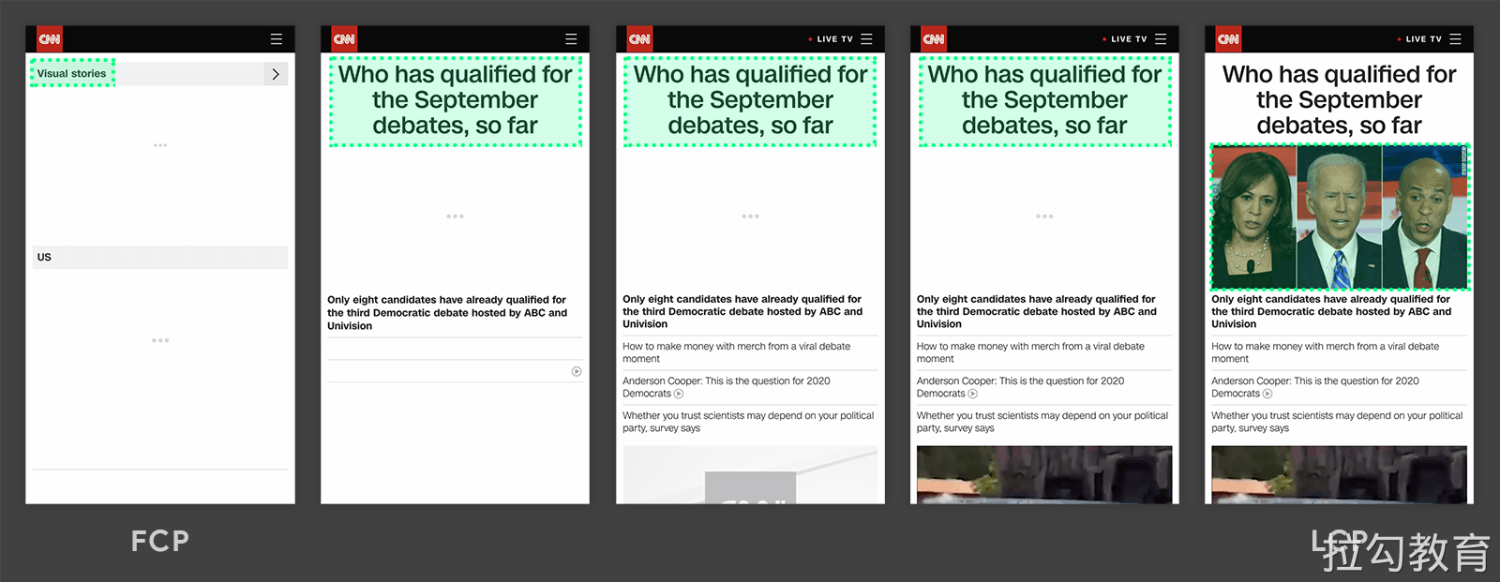 CNN
Visual stories
US
CNN
Who has qualified for
the September
debates, so far
Only eight candidates have already qualified for
the third Democratic debate hosted by ABC and
Univision
CNN
LIVE TV
Who has qualified for
the September
debates, so far
Only eight candidates have already qualified for
the third Democratic debate hosted by ABC and
Univision
How to make money with merch from a viral debate
moment
Anderson Cooper: This is the question for 2020
Democrats
Whether you trust scientists may depend on your political
party, survey says
CNN
LIVE TV
Who has qualified for
the September
debates, so far
Only eight candidates have already qualified for
the third Democratic debate hosted by ABC and
Univision
How to make money with merch from a viral debate
moment
Anderson Cooper: This is the question for 2020
Democrats
Whether you trust scientists may depend on your political
party, survey says
CNN
LIVE TV
Who has qualified for
the September
debates, so far
Only eight candidates have already qualified for
the third Democratic debate hosted by ABC and
Univision
How to make money with merch from a viral debate
moment
Anderson Cooper: This is the question for 2020
Democrats
Whether you trust scientists may depend on your political
party, survey says
FCP
LCP
拉勾教育